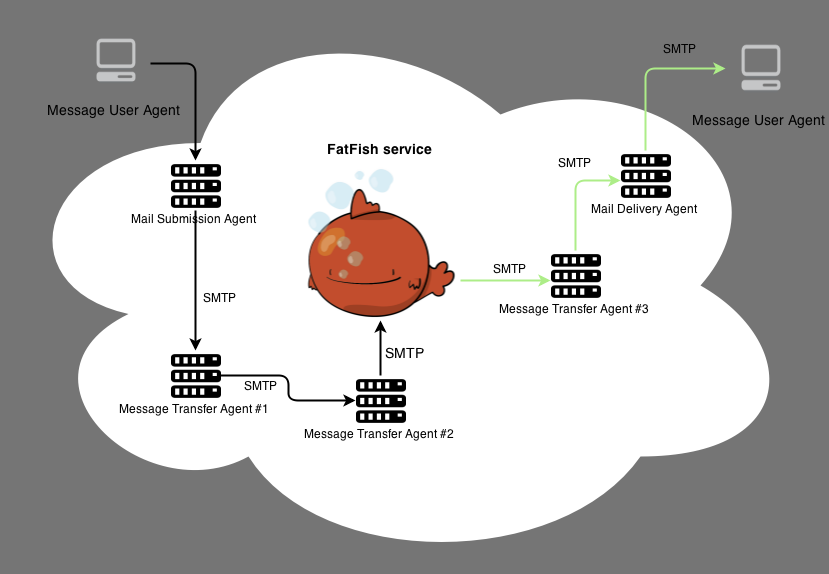 SMTP
Message User Agent
Message User Agent
FatFish service
SMTP
Mail Submission Agent
Mail Delivery Agent
SMTP
SMTP
Message Transfer Agent #3
SMTP
SMTP
Message Transfer Agent #1
Message Transfer Agent #2